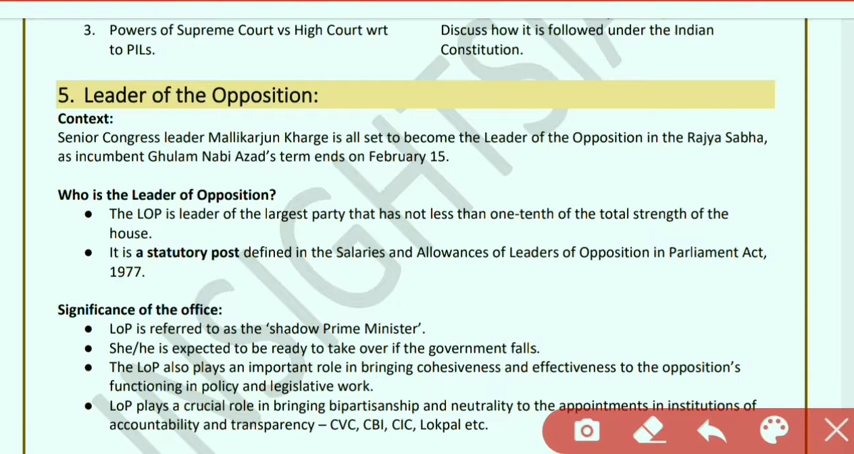 3. Powers of Supreme Court vs High Court wrt
to PILs.
Discuss how it is followed under the Indian
Constitution.
5. Leader of the Opposition:
Context:
Senior Congress leader Mallikarjun Kharge is all set to become the Leader of the Opposition in the Rajya Sabha,
as incumbent Ghulam Nabi Azad's term ends on February 15.
Who is the Leader of Opposition?
● The LOP is leader of the largest party that has not less than one-tenth of the total strength of the
house.
● It is a statutory post defined in the Salaries and Allowances of Leaders of Opposition in Parliament Act,
1977.
Significance of the office:
● LoP is referred to as the 'shadow Prime Minister'.
● She/he is expected to be ready to take over if the government falls.
● The LoP also plays an important role in bringing cohesiveness and effectiveness to the opposition's
functioning in policy and legislative work.
● LoP plays a crucial role in bringing bipartisanship and neutrality to the appointments in institutions of
accountability and transparency – CVC, CBI, CIC, Lokpal etc.
INSIGHTSIA